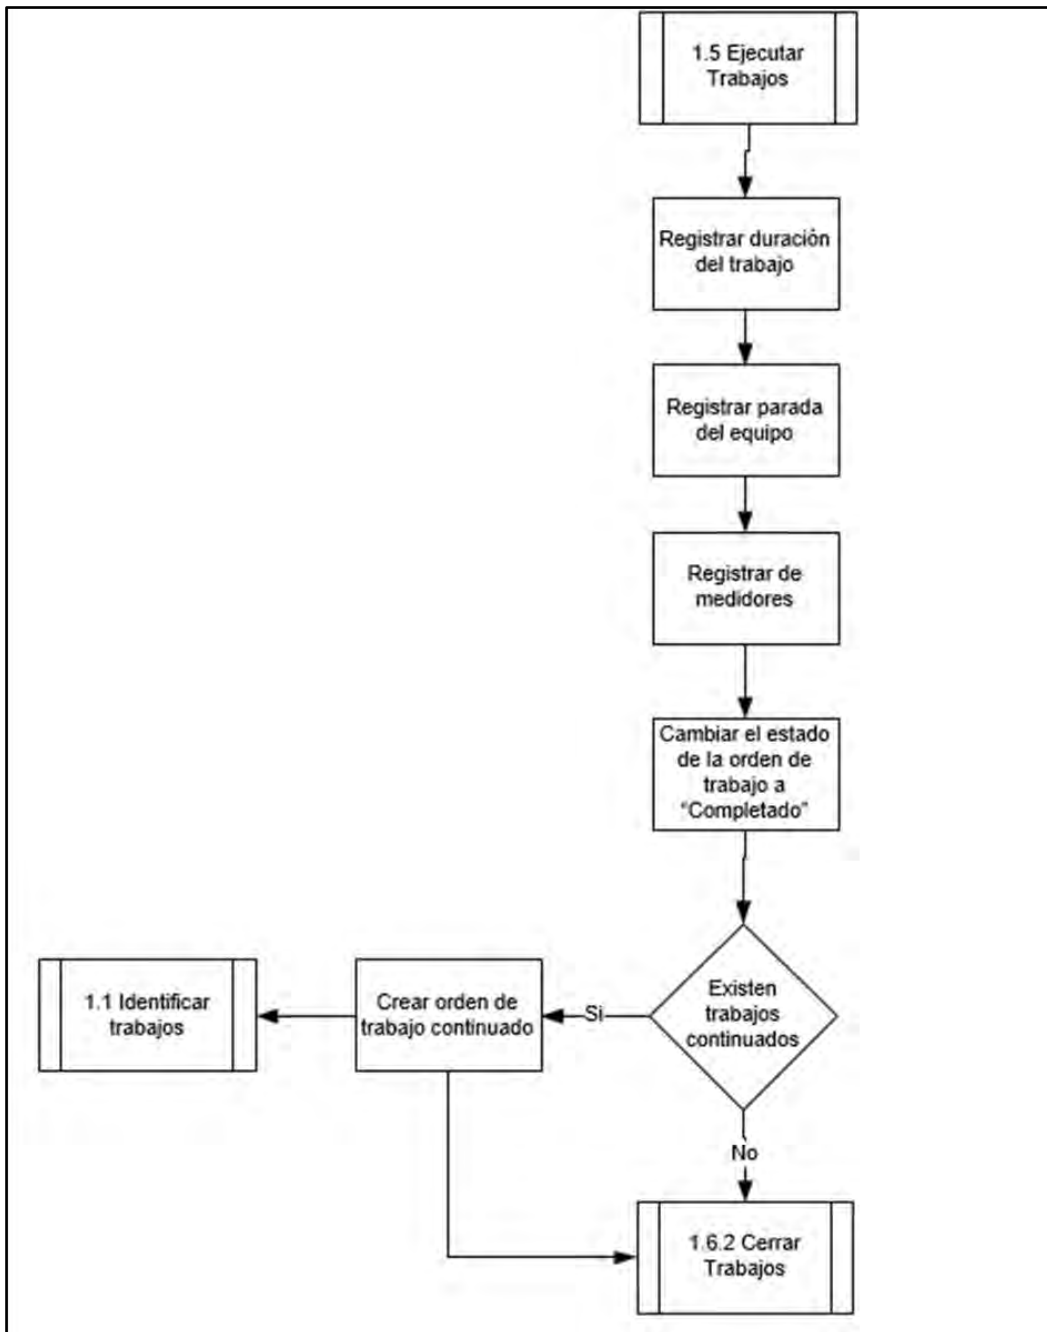 1.5 Ejecutar
Trabajos
Registrar duración
del trabajo
Registrar parada
del equipo
Registrar de
medidores
Cambiar el estado
de la orden de
trabajo a
“Completado”
Existen
trabajos
continuados
Si
Crear orden de
trabajo continuado
1.1 Identificar
trabajos
No
1.6.2 Cerrar
Trabajos